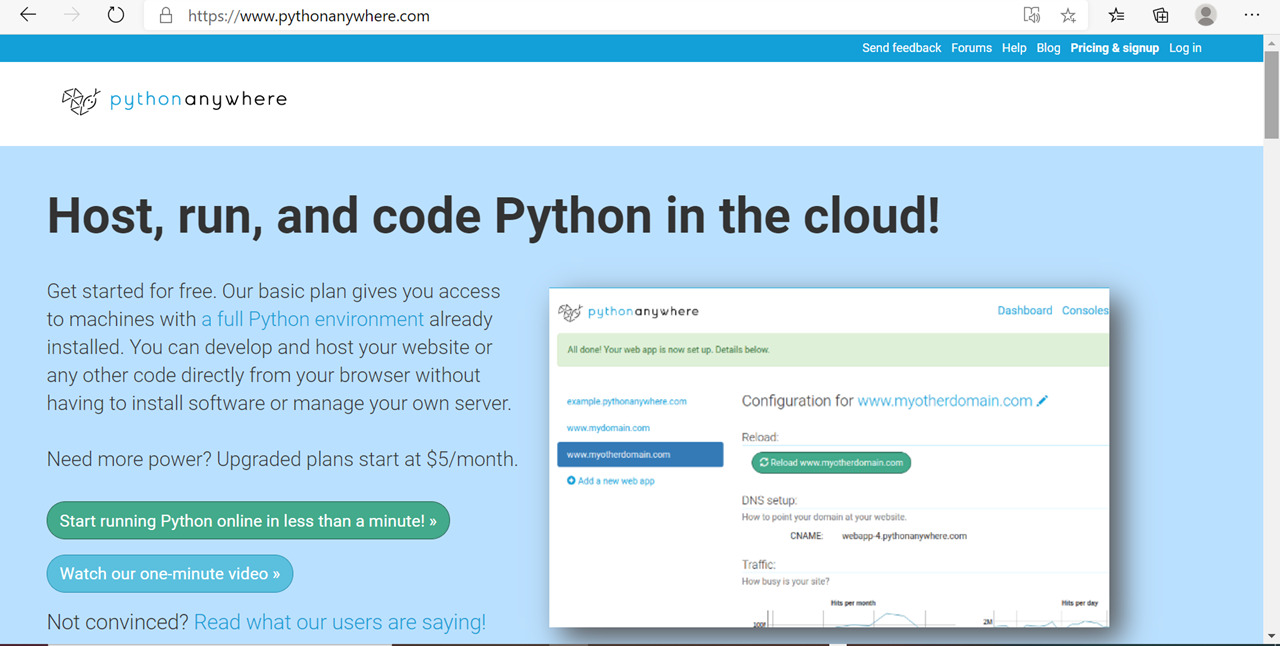 https://www.pythonanywhere.com
Send feedback Forums Help Blog Pricing & signup Log in
pythonanywhere
Host, run, and code Python in the cloud!
Get started for free. Our basic plan gives you access
to machines with a full Python environment already
installed. You can develop and host your website or
any other code directly from your browser without
having to install software or manage your own server.
Need more power? Upgraded plans start at $5/month.
Start running Python online in less than a minute! »
Watch our one-minute video »
Not convinced? Read what our users are saying!
pythonanywhere
Dashboard Consoles
All done! Your web app is now set up. Details below.
example.pythonanywhere.com
www.mydomain.com
www.myotherdomain.com
Add a new web app
Configuration for www.myotherdomain.com
Reload:
Reload www.myotherdomain.com
DNS setup:
How to point your domain at your website.
CNAME: webapp-4.pythonanywhere.com
Traffic:
How busy is your site?
Hits per month Hits per day
2M